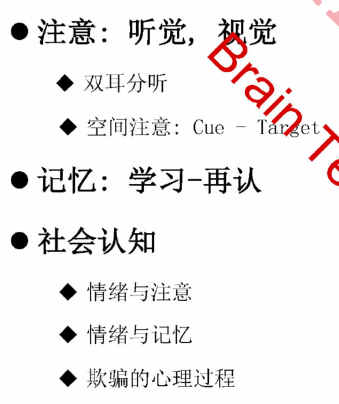 ● 注意: 听觉, 视觉
◆ 双耳分听
◆ 空间注意: Cue - Target
● 记忆: 学习-再认
● 社会认知
◆ 情绪与注意
◆ 情绪与记忆
◆ 欺骗的心理过程
Brain Te